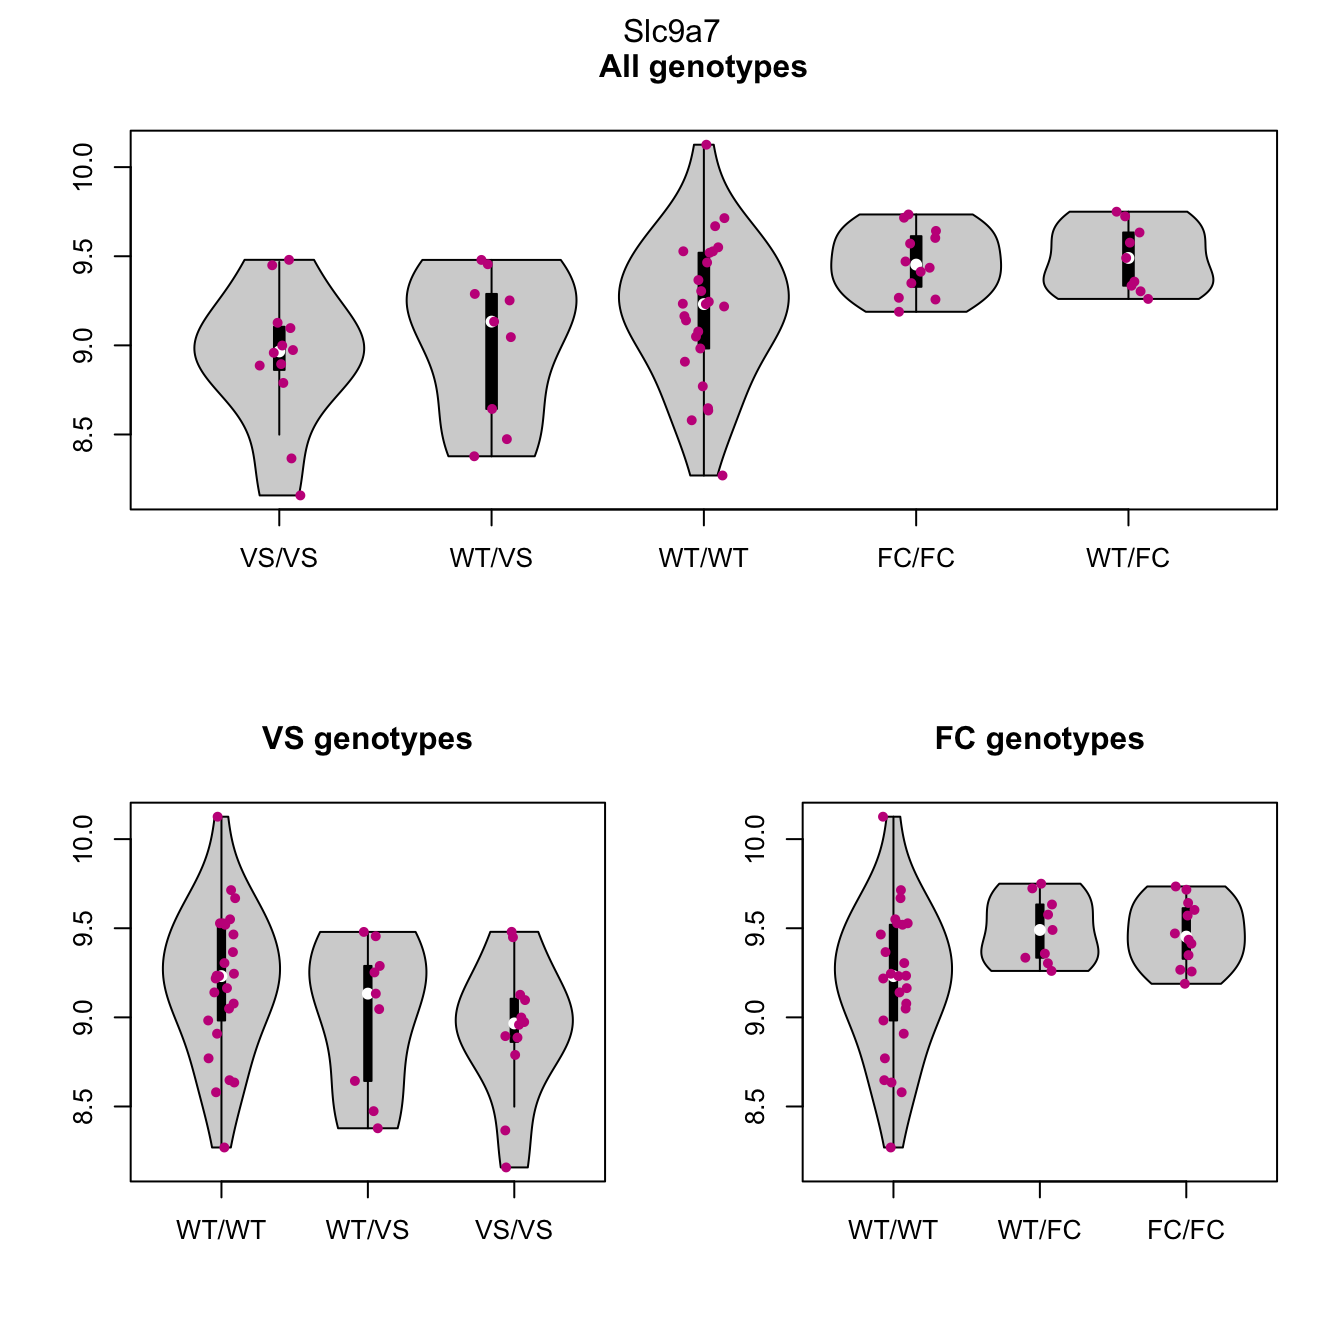 Slc9a7
All genotypes
10.0
9.5
9.0
8.5
VS/VS WT/VS WT/WT FC/FC WT/FC
VS genotypes
10.0
9.5
9.0
8.5
WT/WT WT/VS VS/VS
FC genotypes
10.0
9.5
9.0
8.5
WT/WT WT/FC FC/FC